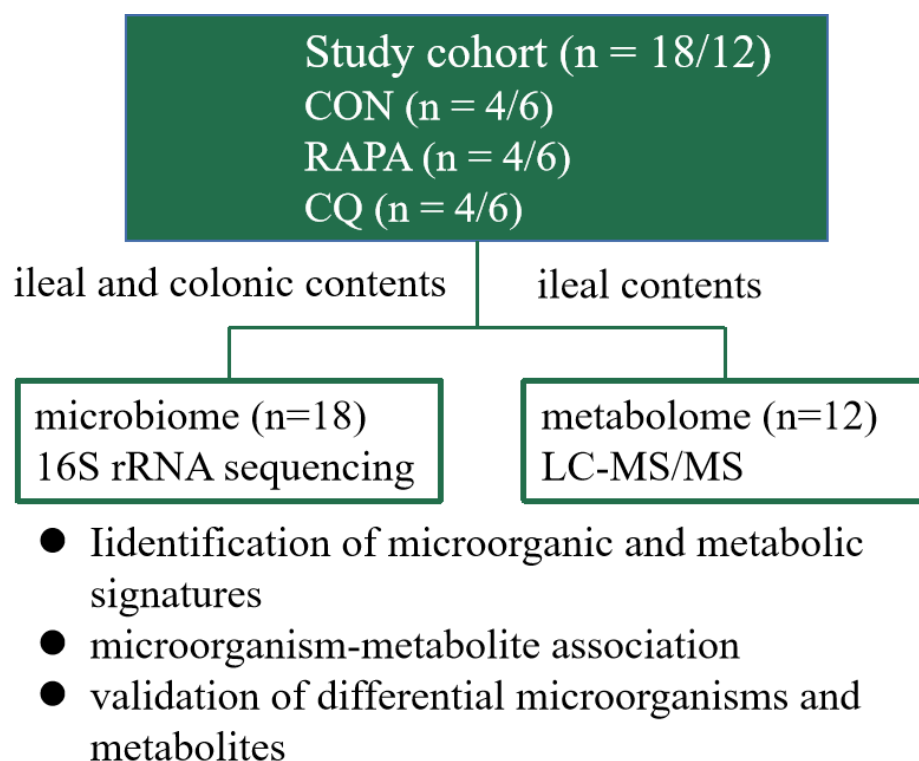 Study cohort (n = 18/12)
CON (n = 4/6)
RAPA (n = 4/6)
CQ (n = 4/6)
ileal and colonic contents
ileal contents
microbiome (n=18)
16S rRNA sequencing
metabolome (n=12)
LC-MS/MS
● Iidentification of microorganic and metabolic
signatures
● microorganism-metabolite association
● validation of differential microorganisms and
metabolites